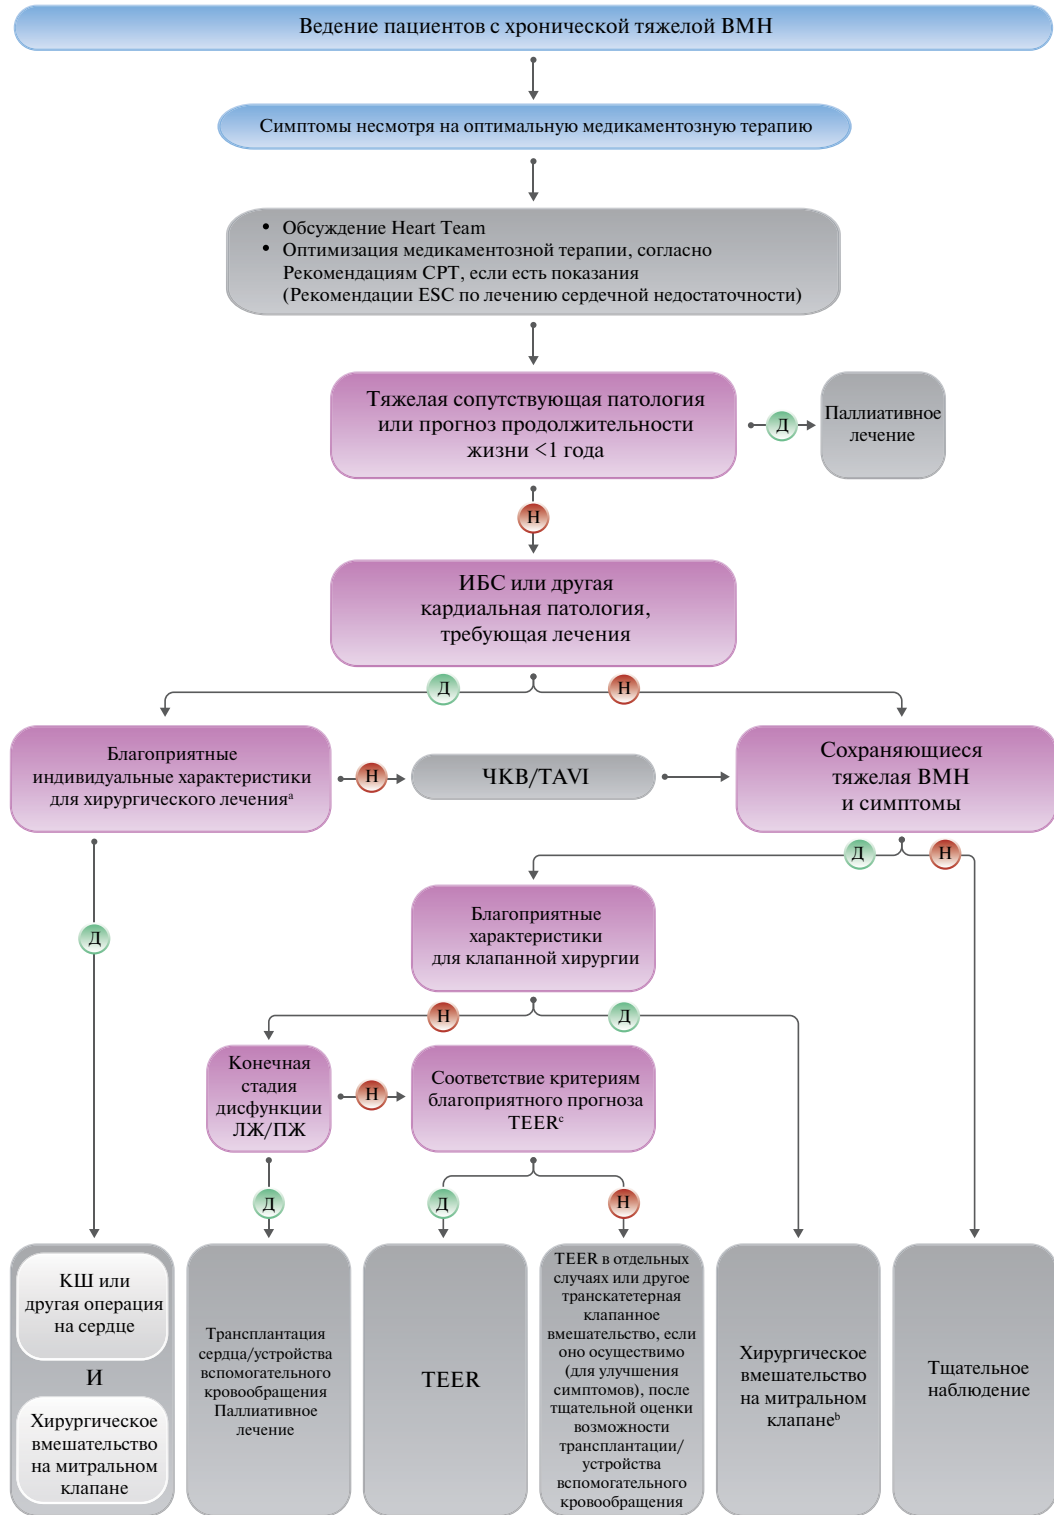 Ведение пациентов с хронической тяжелой ВМН
Симптомы несмотря на оптимальную медикаментозную терапию
• Обсуждение Heart Team
• Оптимизация медикаментозной терапии, согласно
Рекомендациям СРТ, если есть показания
(Рекомендации ESC по лечению сердечной недостаточности)
Тяжелая сопутствующая патология
или прогноз продолжительности
жизни <1 года
Д
Паллиативное
лечение
Н
ИБС или другая
кардиальная патология,
требующая лечения
Д
Н
Благоприятные
индивидуальные характеристики
для хирургического леченияᵃ
Н
ЧКВ/TAVI
Сохраняющиеся
тяжелая ВМН
и симптомы
Д
Н
Д
Благоприятные
характеристики
для клапанной хирургии
Н
Д
Конечная
стадия
дисфункции
ЛЖ/ПЖ
Н
Соответствие критериям
благоприятного прогноза
TEERᶜ
Д
Д
Н
КШ или
другая операция
на сердце
И
Хирургическое
вмешательство
на митральном
клапане
Трансплантация
сердца/устройства
вспомогательного
кровообращения
Паллиативное
лечение
TEER
TEER в отдельных
случаях или другое
транскатетерная
клапанное
вмешательство, если
оно осуществимо
(для улучшения
симптомов), после
тщательной оценки
возможности
трансплантации/
устройства
вспомогательного
кровообращения
Хирургическое
вмешательство
на митральном
клапанеᵇ
Тщательное
наблюдение